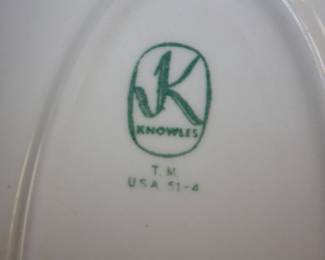 K
KNOWLES
T.M.
USA 51-4